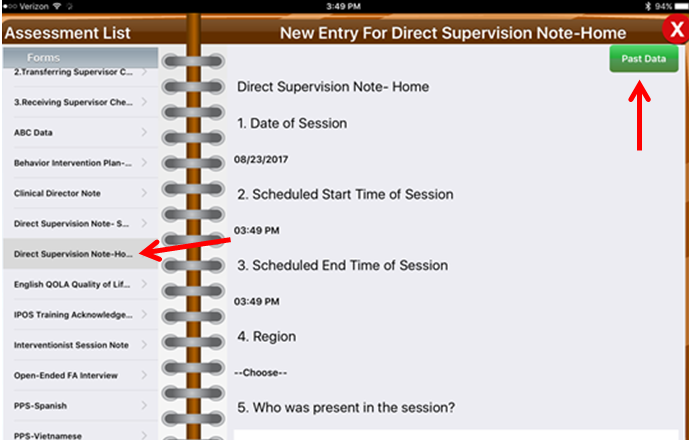 Verizon
3:49 PM
94%
Assessment List
New Entry For Direct Supervision Note-Home
X
Forms
Past Data
2.Transferring Supervisor C...
3.Receiving Supervisor Che...
ABC Data
Behavior Intervention Plan-...
Clinical Director Note
Direct Supervision Note- S...
Direct Supervision Note-Ho...
English QOLA Quality of Lif...
IPOS Training Acknowledge...
Interventionist Session Note
Open-Ended FA Interview
PPS-Spanish
PPS-Vietnamese
Direct Supervision Note- Home
1. Date of Session
08/23/2017
2. Scheduled Start Time of Session
03:49 PM
3. Scheduled End Time of Session
03:49 PM
4. Region
--Choose--
5. Who was present in the session?